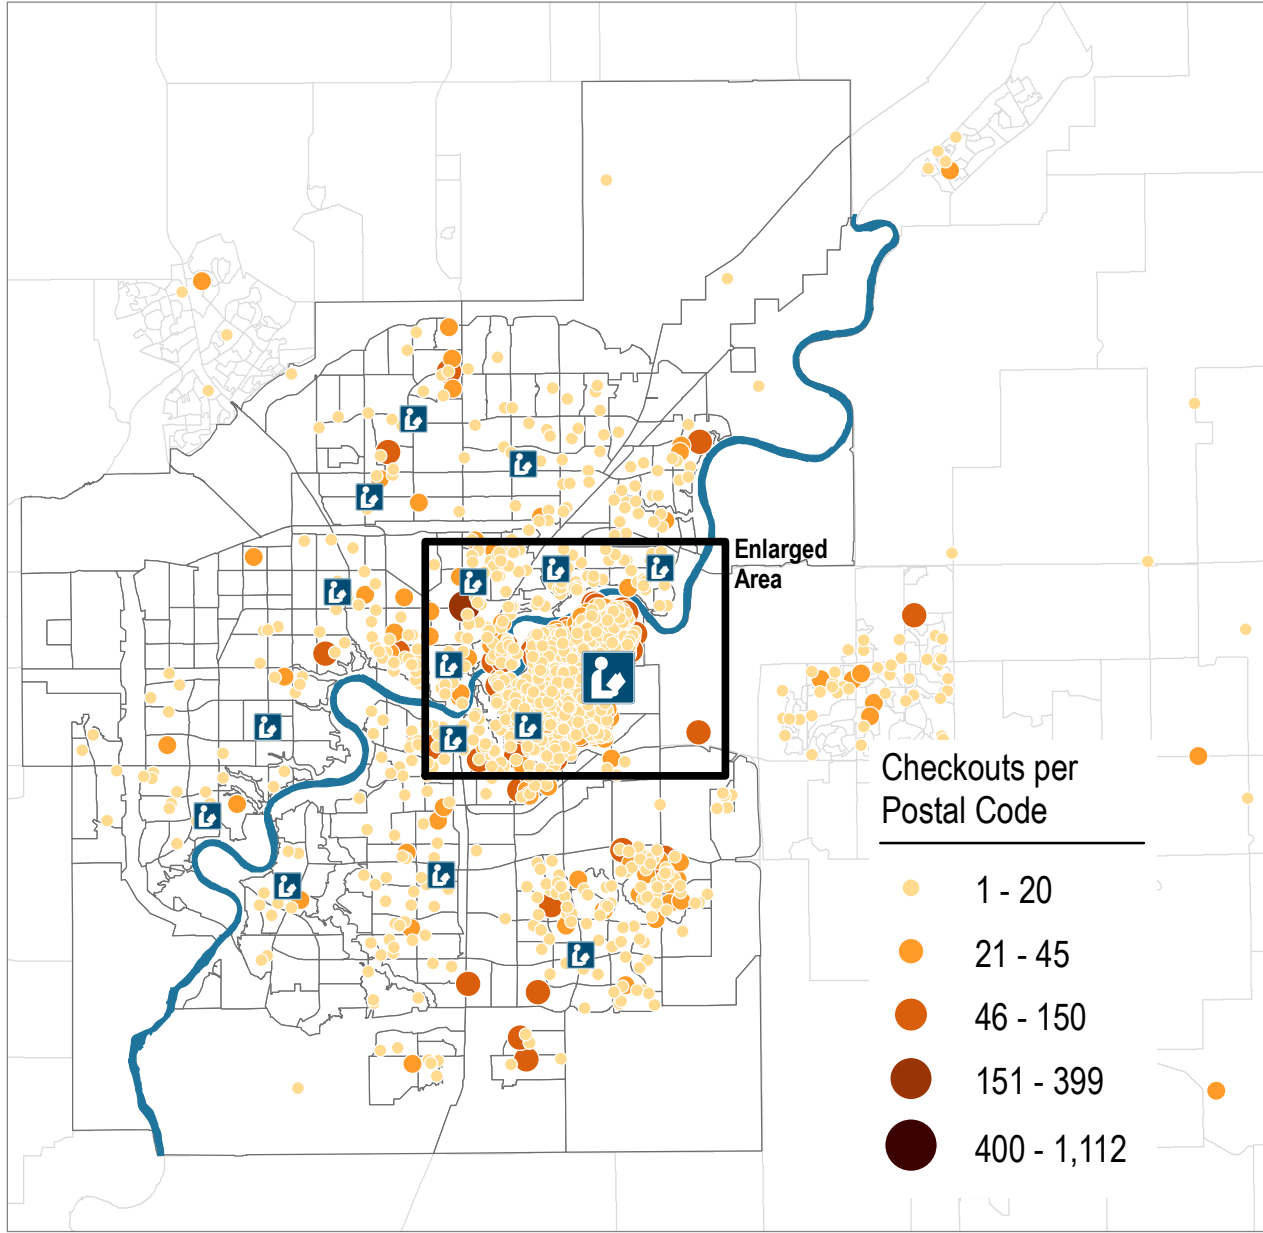 Enlarged
Area
Checkouts per
Postal Code
1 - 20
21 - 45
46 - 150
151 - 399
400 - 1,112